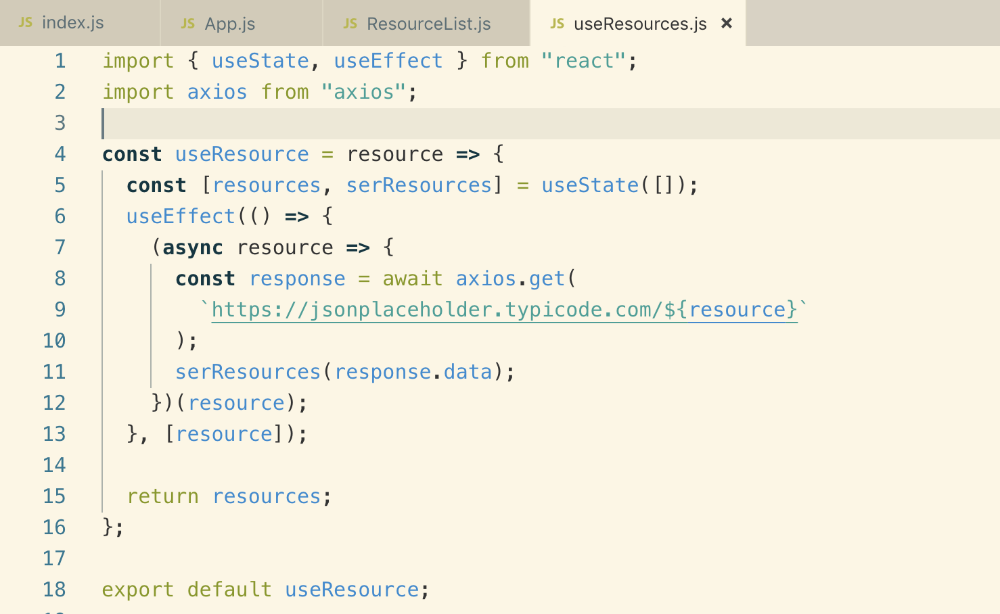 JS index.js JS App.js JS ResourceList.js JS useResources.js ×
1 import { useState, useEffect } from "react";
2 import axios from "axios";
3
4 const useResource = resource => {
5   const [resources, serResources] = useState([]);
6   useEffect(() => {
7     (async resource => {
8       const response = await axios.get(
9         `https://jsonplaceholder.typicode.com/${resource}`
10       );
11       serResources(response.data);
12     })(resource);
13   }, [resource]);
14
15   return resources;
16 };
17
18 export default useResource;